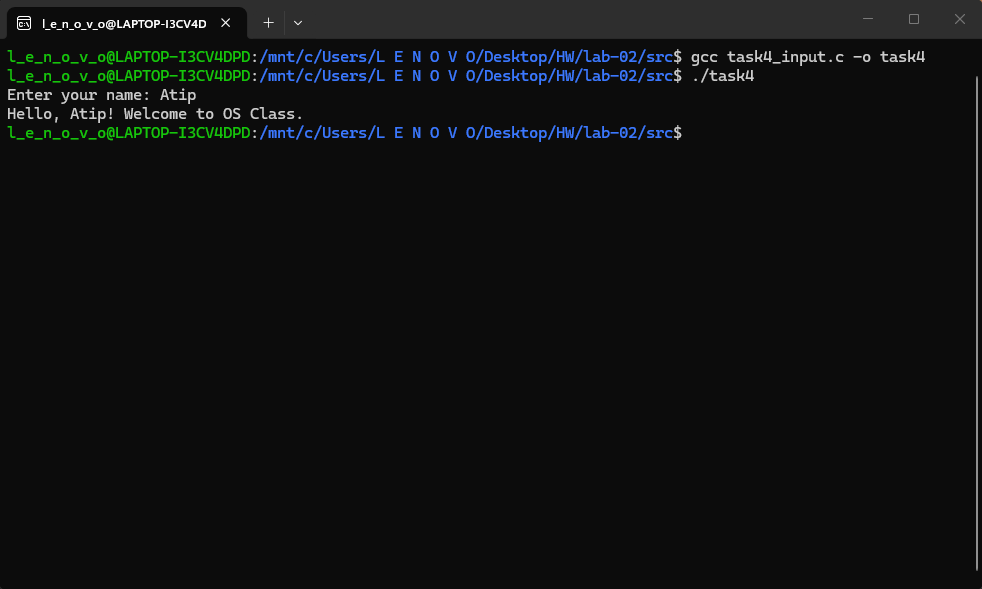 l_e_n_o_v_o@LAPTOP-I3CV4D
l_e_n_o_v_o@LAPTOP-I3CV4DPD:/mnt/c/Users/L E N O V O/Desktop/HW/lab-02/src$ gcc task4_input.c -o task4
l_e_n_o_v_o@LAPTOP-I3CV4DPD:/mnt/c/Users/L E N O V O/Desktop/HW/lab-02/src$ ./task4
Enter your name: Atip
Hello, Atip! Welcome to OS Class.
l_e_n_o_v_o@LAPTOP-I3CV4DPD:/mnt/c/Users/L E N O V O/Desktop/HW/lab-02/src$